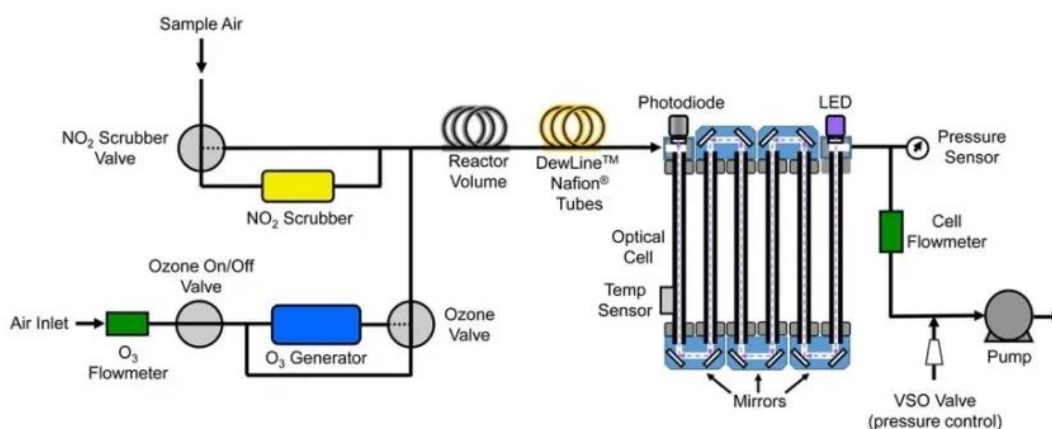 Sample Air
NO₂ Scrubber
Valve
NO₂ Scrubber
Ozone On/Off
Valve
Air Inlet
O₃
Flowmeter
O₃ Generator
Ozone
Valve
Reactor
Volume
DewLine™
Nafion®
Tubes
Photodiode
LED
Pressure
Sensor
Optical
Cell
Temp
Sensor
Cell
Flowmeter
Mirrors
Pump
VSO Valve
(pressure control)